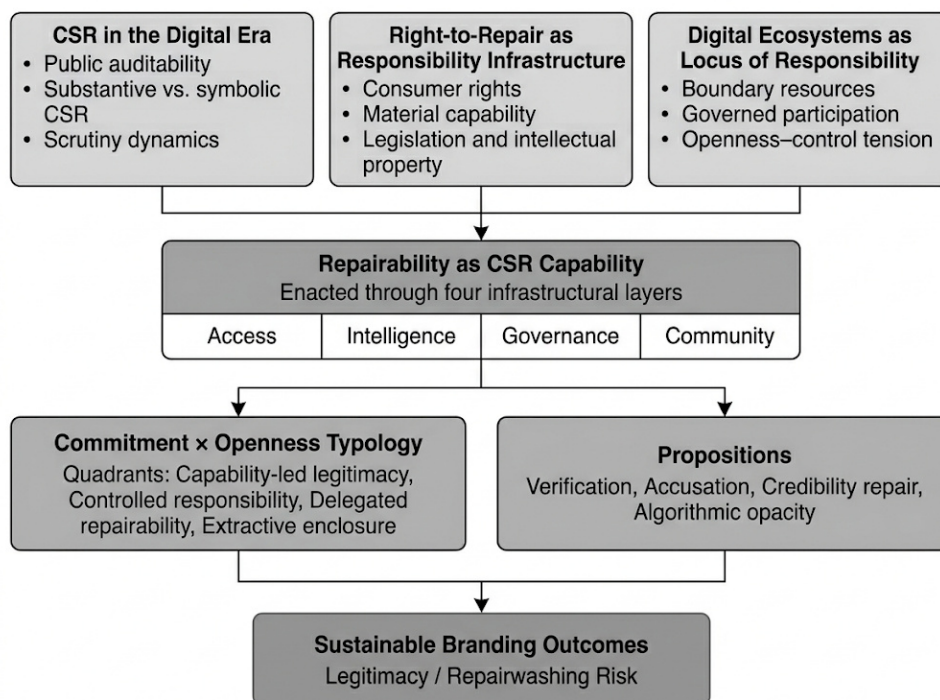 CSR in the Digital Era
• Public auditability
• Substantive vs. symbolic
CSR
• Scrutiny dynamics
Right-to-Repair as
Responsibility Infrastructure
• Consumer rights
• Material capability
• Legislation and intellectual
property
Digital Ecosystems as
Locus of Responsibility
• Boundary resources
• Governed participation
• Openness–control tension
Repairability as CSR Capability
Enacted through four infrastructural layers
Access
Intelligence
Governance
Community
Commitment × Openness Typology
Quadrants: Capability-led legitimacy,
Controlled responsibility, Delegated
repairability, Extractive enclosure
Propositions
Verification, Accusation, Credibility repair,
Algorithmic opacity
Sustainable Branding Outcomes
Legitimacy / Repairwashing Risk